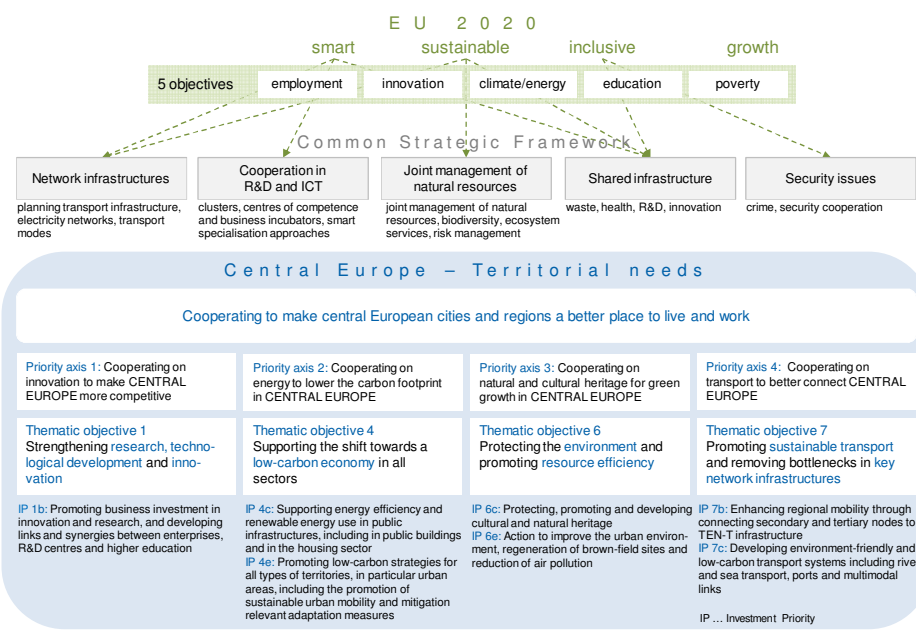 EU 2020
smart sustainable inclusive growth
5 objectives employment innovation climate/energy education poverty
Common Strategic Framework
Network infrastructures
planning transport infrastructure,
electricity networks, transport
modes
Cooperation in
R&D and ICT
clusters, centres of competence
and business incubators, smart
specialisation approaches
Joint management of
natural resources
joint management of natural
resources, biodiversity, ecosystem
services, risk management
Shared infrastructure
waste, health, R&D, innovation
Security issues
crime, security cooperation
Central Europe – Territorial needs
Cooperating to make central European cities and regions a better place to live and work
Priority axis 1: Cooperating on
innovation to make CENTRAL
EUROPE more competitive
Priority axis 2: Cooperating on
energy to lower the carbon footprint
in CENTRAL EUROPE
Priority axis 3: Cooperating on
natural and cultural heritage for green
growth in CENTRAL EUROPE
Priority axis 4: Cooperating on
transport to better connect CENTRAL
EUROPE
Thematic objective 1
Strengthening research, techno-
logical development and inno-
vation
Thematic objective 4
Supporting the shift towards a
low-carbon economy in all
sectors
Thematic objective 6
Protecting the environment and
promoting resource efficiency
Thematic objective 7
Promoting sustainable transport
and removing bottlenecks in key
network infrastructures
IP 1b: Promoting business investment in
innovation and research, and developing
links and synergies between enterprises,
R&D centres and higher education
IP 4c: Supporting energy efficiency and
renewable energy use in public
infrastructures, including in public buildings
and in the housing sector
IP 4e: Promoting low-carbon strategies for
all types of territories, in particular urban
areas, including the promotion of
sustainable urban mobility and mitigation
relevant adaptation measures
IP 6c: Protecting, promoting and developing
cultural and natural heritage
IP 6e: Action to improve the urban environ-
ment, regeneration of brown-field sites and
reduction of air pollution
IP 7b: Enhancing regional mobility through
connecting secondary and tertiary nodes to
TEN-T infrastructure
IP 7c: Developing environment-friendly and
low-carbon transport systems including rive
and sea transport, ports and multimodal
links
IP … Investment Priority